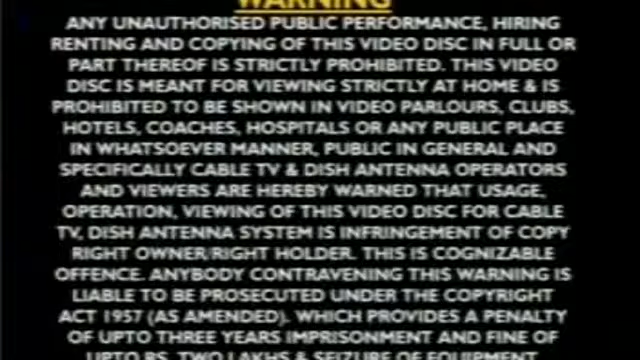 WARNING
ANY UNAUTHORISED PUBLIC PERFORMANCE, HIRING
RENTING AND COPYING OF THIS VIDEO DISC IN FULL OR
PART THEREOF IS STRICTLY PROHIBITED. THIS VIDEO
DISC IS MEANT FOR VIEWING STRICTLY AT HOME & IS
PROHIBITED TO BE SHOWN IN VIDEO PARLOURS, CLUBS,
HOTELS, COACHES, HOSPITALS OR ANY PUBLIC PLACE
IN WHATSOEVER MANNER, PUBLIC IN GENERAL AND
SPECIFICALLY CABLE TV & DISH ANTENNA OPERATORS
AND VIEWERS ARE HEREBY WARNED THAT USAGE,
OPERATION, VIEWING OF THIS VIDEO DISC FOR CABLE
TV, DISH ANTENNA SYSTEM IS INFRINGEMENT OF COPY
RIGHT OWNER/RIGHT HOLDER. THIS IS COGNIZABLE
OFFENCE. ANYBODY CONTRAVENING THIS WARNING IS
LIABLE TO BE PROSECUTED UNDER THE COPYRIGHT
ACT 1957 (AS AMENDED). WHICH PROVIDES A PENALTY
OF UPTO THREE YEARS IMPRISONMENT AND FINE OF
UPTO RS. TWO LAKHS & SEIZURE OF EQUIPMENT